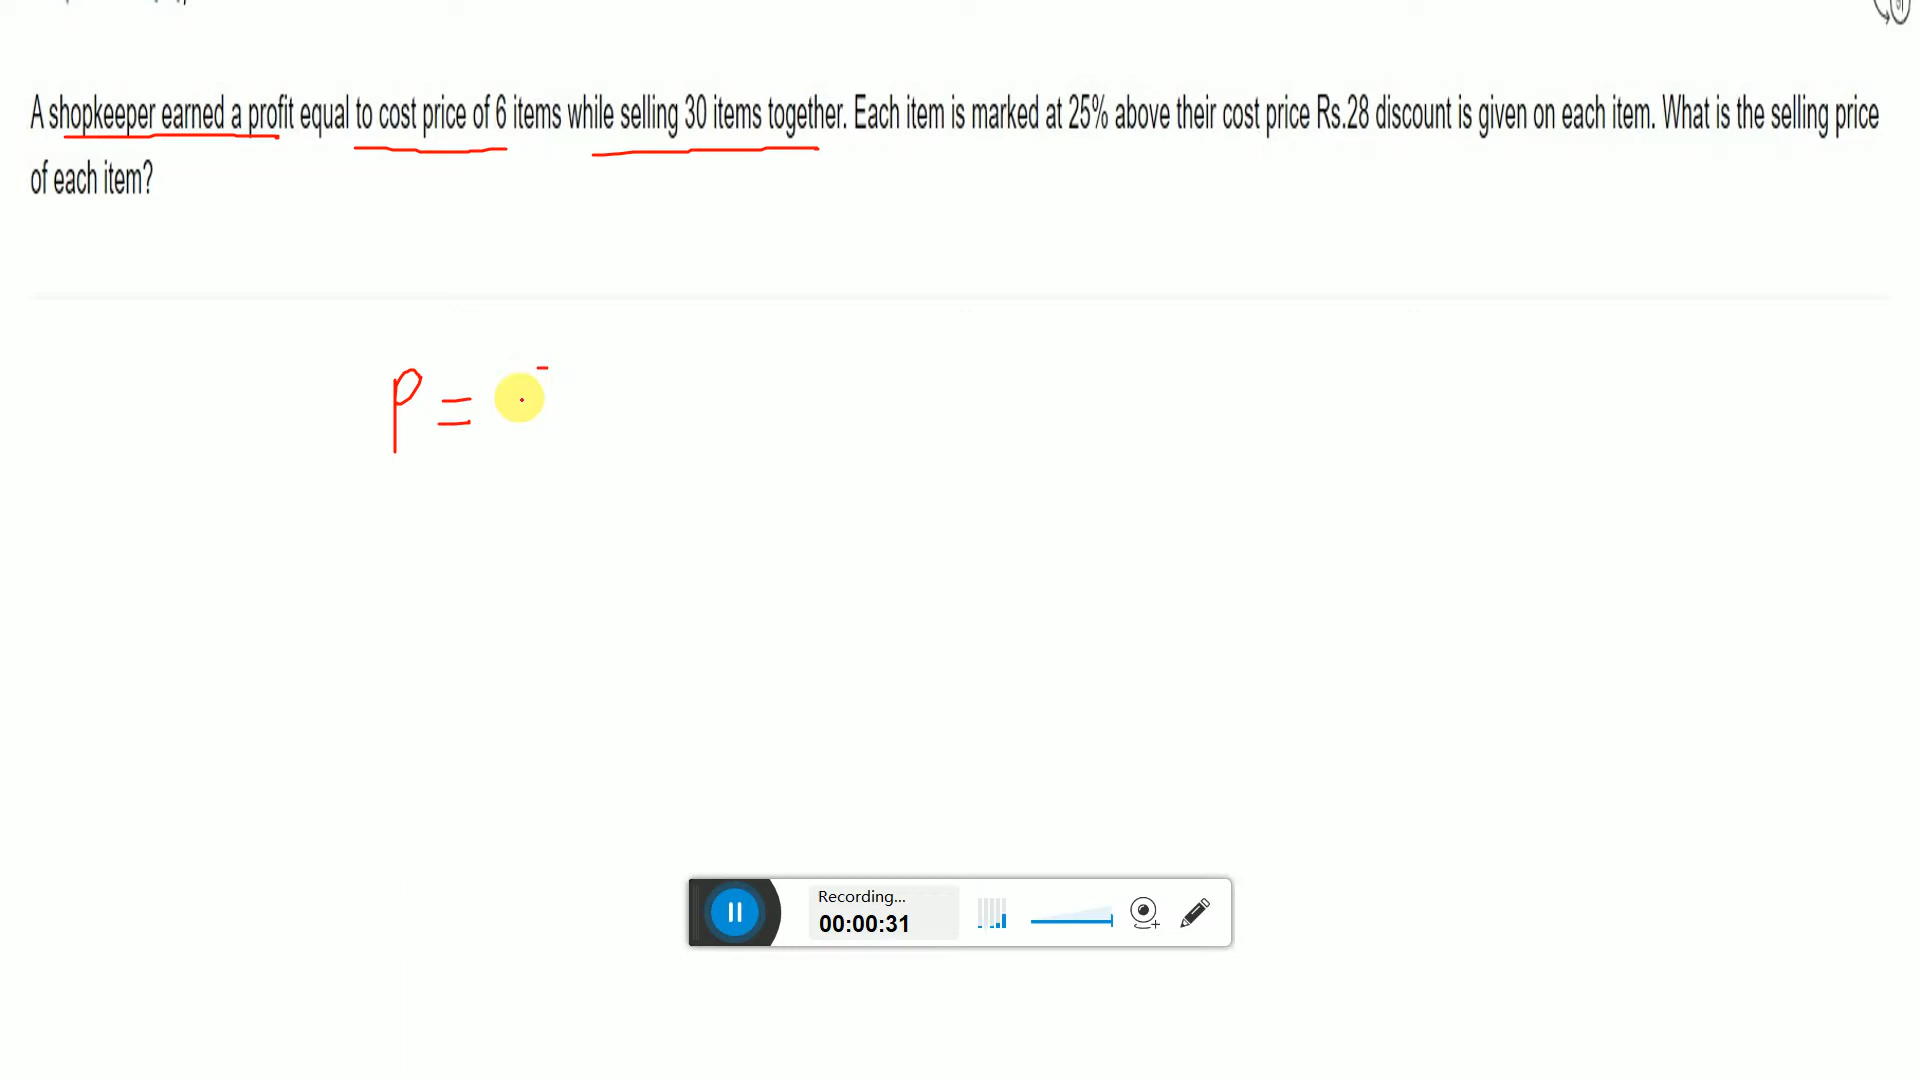 A shopkeeper earned a profit equal to cost price of 6 items while selling 30 items together. Each item is marked at 25% above their cost price Rs.28 discount is given on each item. What is the selling price
of each item?
P =
Recording...
00:00:31